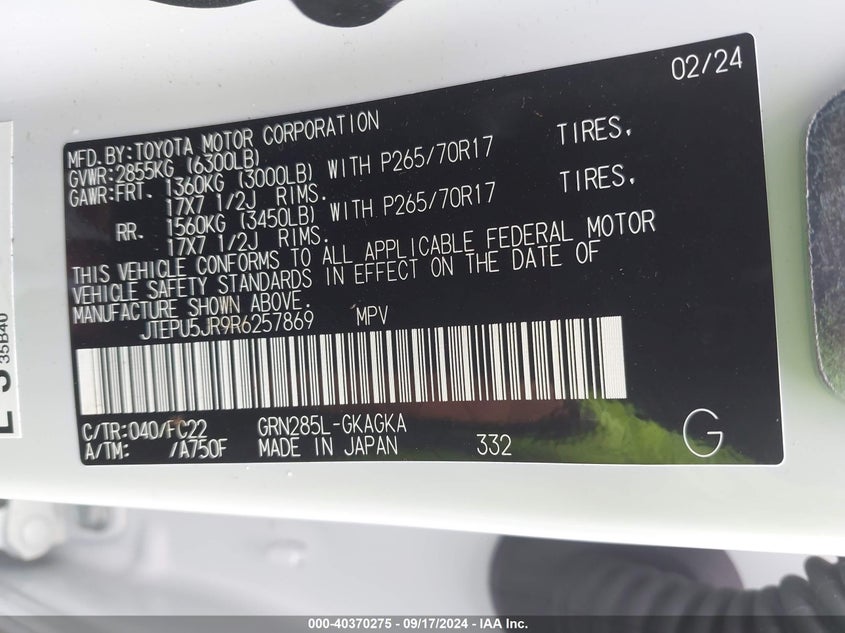 02/24
MFD.BY:TOYOTA MOTOR CORPORATION
GVWR:2855KG (6300LB)
GAWR:FRT. 1360KG (3000LB) WITH P265/70R17 TIRES,
17X7 1/2J RIMS.
RR. 1560KG (3450LB) WITH P265/70R17 TIRES,
17X7 1/2J RIMS.
THIS VEHICLE CONFORMS TO ALL APPLICABLE FEDERAL MOTOR
VEHICLE SAFETY STANDARDS IN EFFECT ON THE DATE OF
MANUFACTURE SHOWN ABOVE.
JTEPU5JR9R6257869 MPV
C/TR:040/FC22 GRN285L-GKAGKA
A/TM: /A750F MADE IN JAPAN 332 G
35B40
000-40370275 - 09/17/2024 - © IAA, Inc.